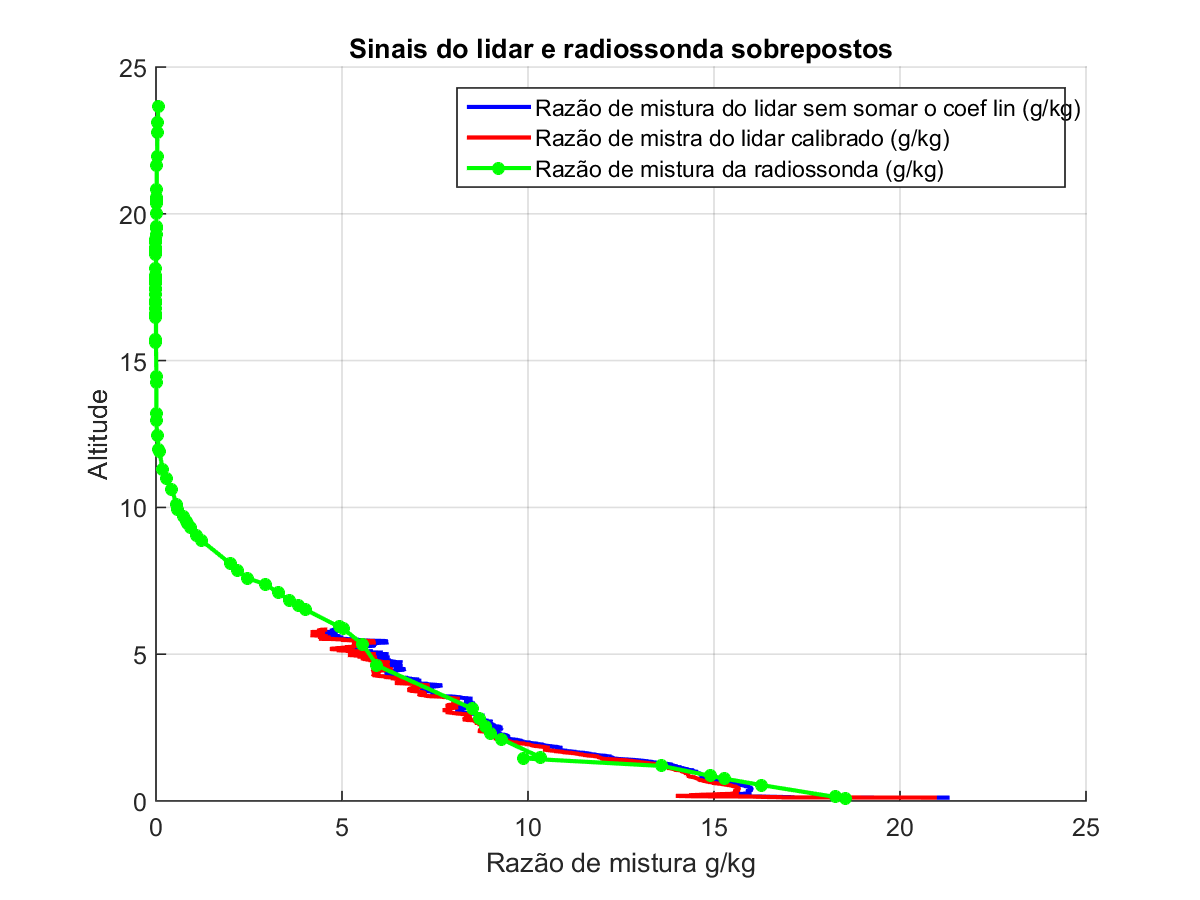 Sinais do lidar e radiossonda sobrepostos
25
Razão de mistura do lidar sem somar o coef lin (g/kg)
Razão de mistra do lidar calibrado (g/kg)
Razão de mistura da radiossonda (g/kg)
20
15
Altitude
10
5
0
0 5 10 15 20 25
Razão de mistura g/kg